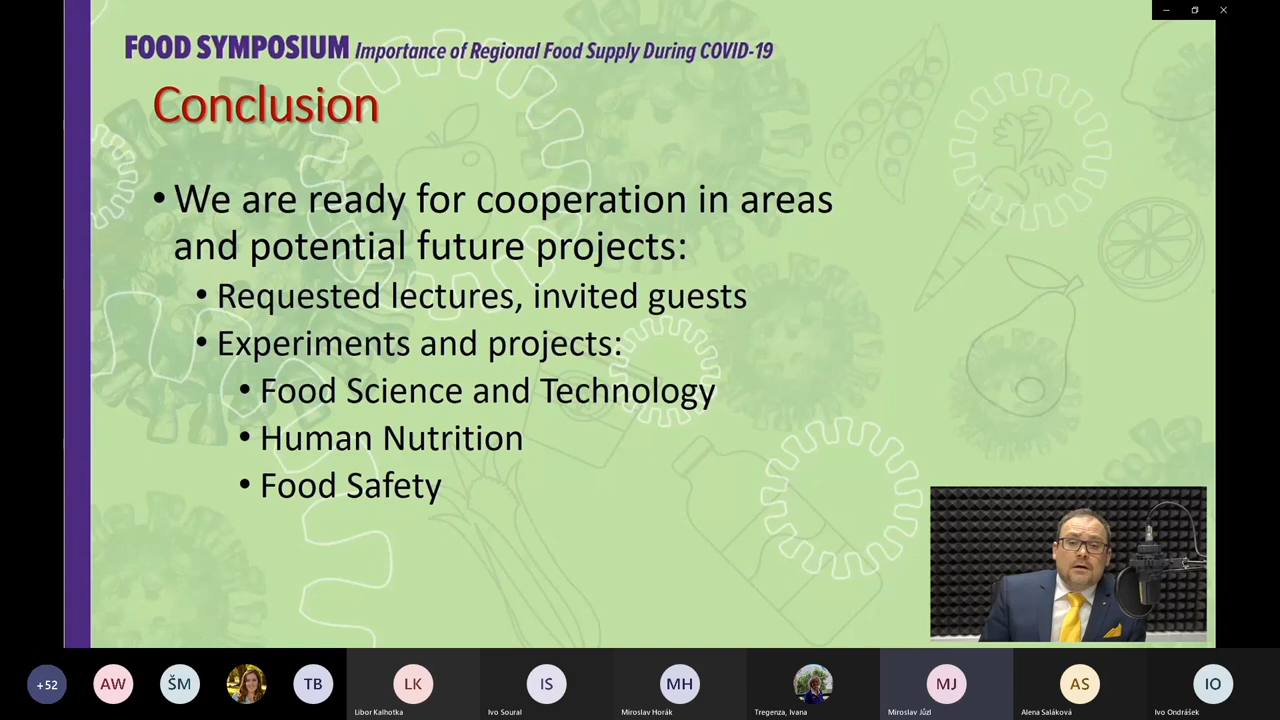 FOOD SYMPOSIUM Importance of Regional Food Supply During COVID-19
Conclusion
• We are ready for cooperation in areas
and potential future projects:
• Requested lectures, invited guests
• Experiments and projects:
• Food Science and Technology
• Human Nutrition
• Food Safety
+52
AW
ŠM
TB
LK
Libor Kalhotka
IS
Ivo Soural
MH
Miroslav Horák
Tregenza, Ivana
MJ
Miroslav Jůzl
AS
Alena Saláková
IO
Ivo Ondrášek